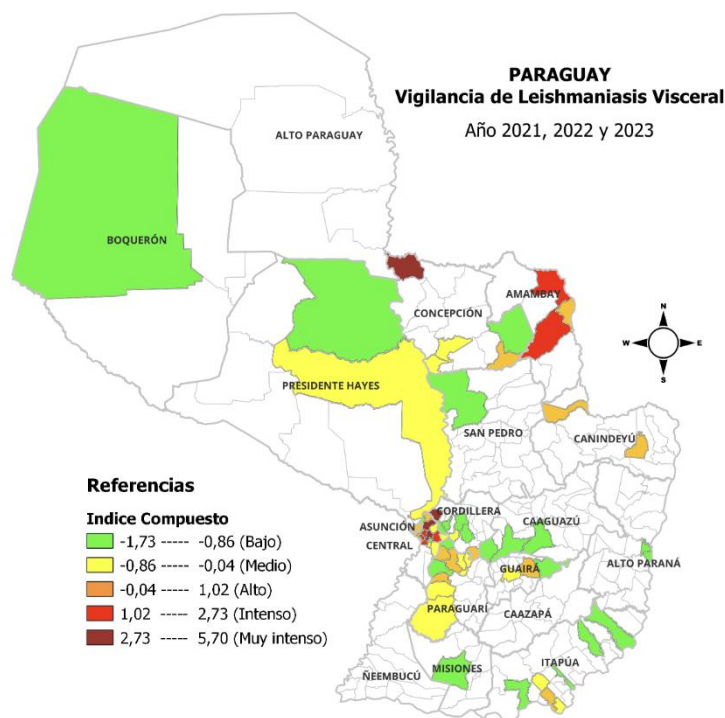 PARAGUAY
Vigilancia de Leishmaniasis Visceral
Año 2021, 2022 y 2023
ALTO PARAGUAY
BOQUERÓN
AMAMBAY
CONCEPCIÓN
N
W E
S
PRESIDENTE HAYES
SAN PEDRO
CANINDEYÚ
Referencias
Indice Compuesto
-1,73 ----- -0,86 (Bajo)
-0,86 ----- -0,04 (Medio)
-0,04 ----- 1,02 (Alto)
1,02 ----- 2,73 (Intenso)
2,73 ----- 5,70 (Muy intenso)
CORDILLERA
ASUNCIÓN
CAAGUAZÚ
CENTRAL
ALTO PARANÁ
GUAIRÁ
PARAGUARÍ
CAAZAPÁ
MISIONES
ITAPÚA
ÑEEMBUCÚ